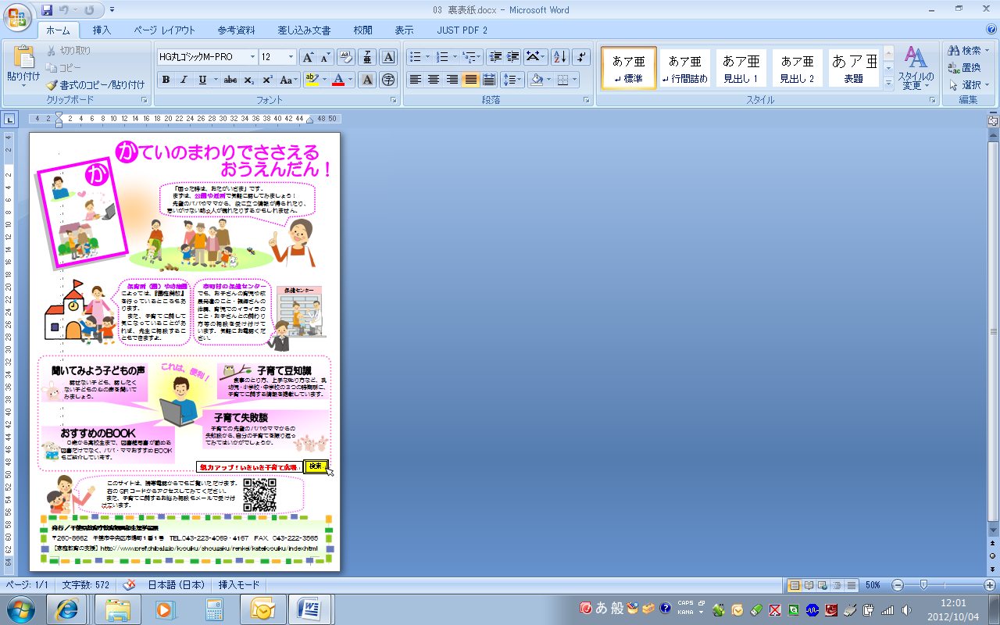 03 裏表紙.docx - Microsoft Word
ホーム 挿入 ページ レイアウト 参考資料 差し込み文書 校閲 表示 JUST PDF 2
貼り付け
切り取り
コピー
書式のコピー/貼り付け
クリップボード
HG丸ゴシックM-PRO 12
フォント
段落
あア亜 あア亜 あア亜 あア亜 あア亜
標準 行間詰め 見出し 1 見出し 2 表題
スタイルの
変更
スタイル
検索
置換
選択
編集
4 2 2 4 6 8 10 12 14 16 18 20 22 24 26 28 30 32 34 36 38 40 42 44 48 50
かていのまわりでささえる
おうえんだん!
か
「困った時は、おたがいさま」です。
まずは、公園や近所で気軽に話してみましょう!
先輩のパパやママから、役に立つ情報が得られたり、
思いがけない助っ人が現れたりするかもしれません。
保育所(園)や幼稚園
によっては、『園庭開放』
を行っているところもあ
ります。
また、子育てに関して
気になっていることがあ
れば、先生に相談するこ
ともできますよ。
市町村の保健センター
でも、お子さんの育児や成
長発達のこと・親御さんの
体調、育児でのイライラの
こと・お子さんとの関わり
方等の相談を受け付けて
います。気軽にお電話くだ
さい。
保健センター
聞いてみよう子どもの声
話せない子ども、話したく
ない子どもの心の声を聞いて
みましょう。
これは、便利!
子育て豆知識
食事のとり方、上手な叱り方など、乳
幼児・小学校・中学校の3つの時期別に、
子育てに関する情報を掲載しています。
子育て失敗談
子育ての先輩のパパやママからの
失敗談から、自分の子育てを振り返っ
てみてはいかがでしょうか。
おすすめのBOOK
0歳から高校生まで、図書館司書が勧める
図書だけでなく、パパ・ママおすすめBOOK
もご紹介しています。
親力アップ!いきいき子育て広場 検索
このサイトは、携帯電話からでもご覧いただけます。
右のQRコードからアクセスしてみてください。
また、子育てに関するお悩み相談もメールで受け付
けています。
発行/千葉県教育庁教育振興部生涯学習課
〒260-8662 千葉市中央区市場町1番1号 TEL.043-223-4069・4167 FAX. 043-222-3565
【家庭教育の支援】http://www.pref.chiba.lg.jp/kyouiku/shougaku/renkei/kateikyouiku/index.html
ページ: 1/1 文字数: 572 日本語 (日本) 挿入モード 50%
あ 般 CAPS KANA
12:01
2012/10/04